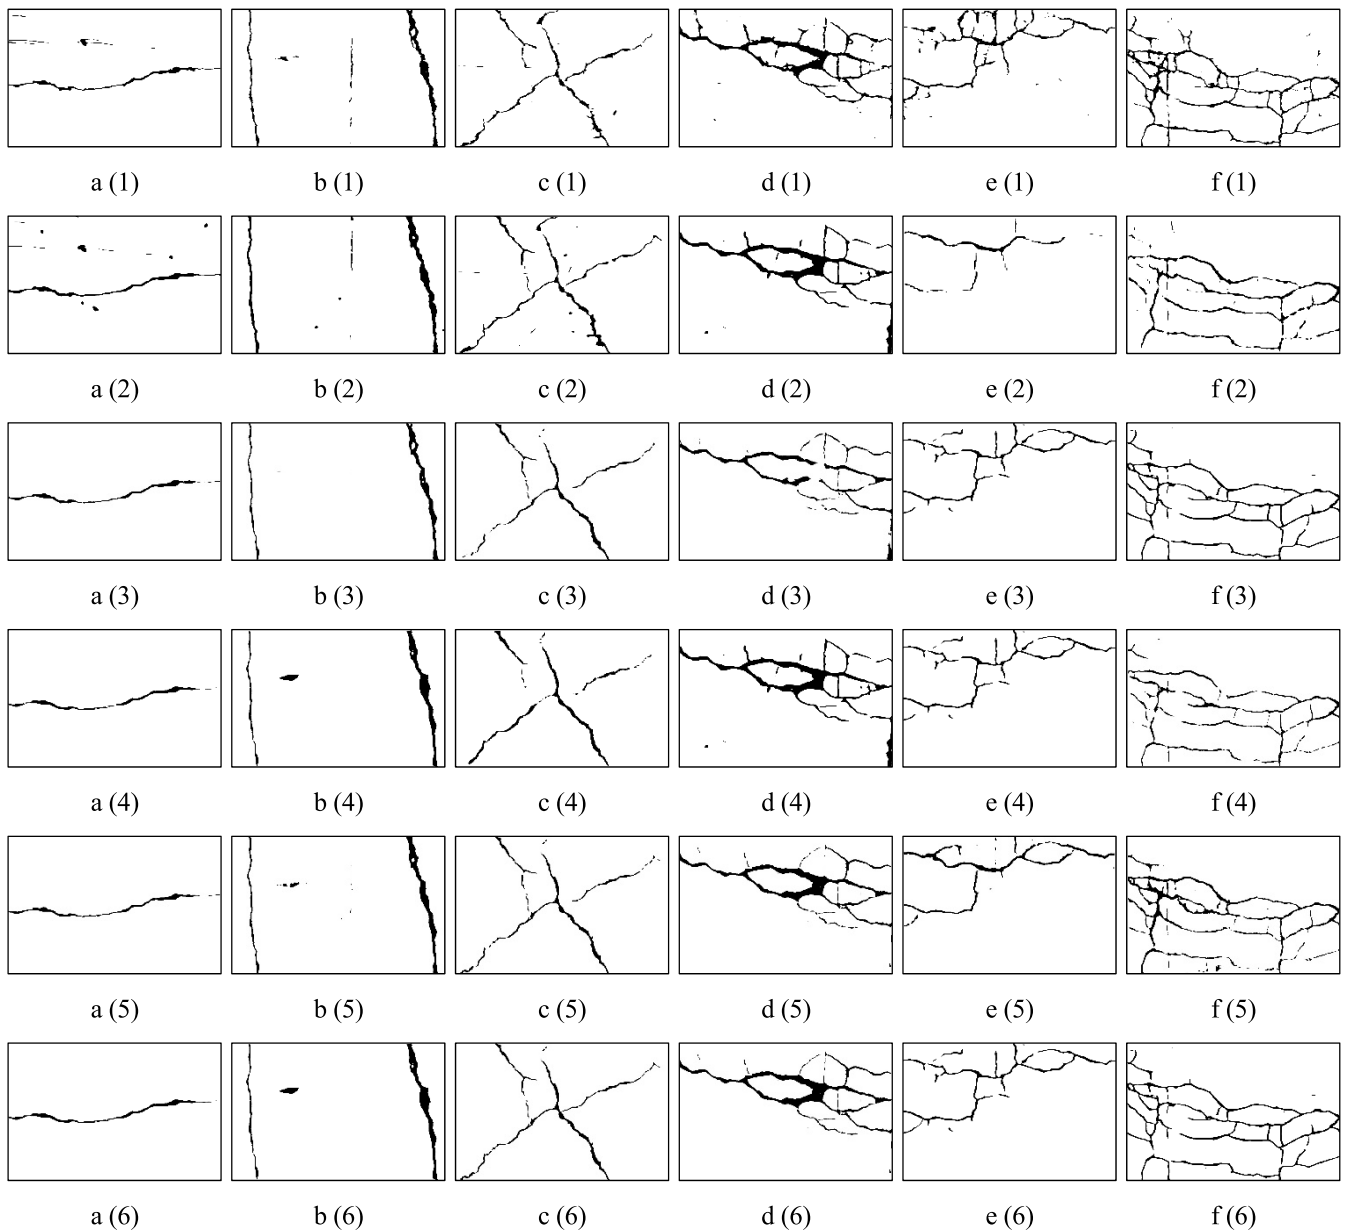 a (1) b (1) c (1) d (1) e (1) f (1)
a (2) b (2) c (2) d (2) e (2) f (2)
a (3) b (3) c (3) d (3) e (3) f (3)
a (4) b (4) c (4) d (4) e (4) f (4)
a (5) b (5) c (5) d (5) e (5) f (5)
a (6) b (6) c (6) d (6) e (6) f (6)